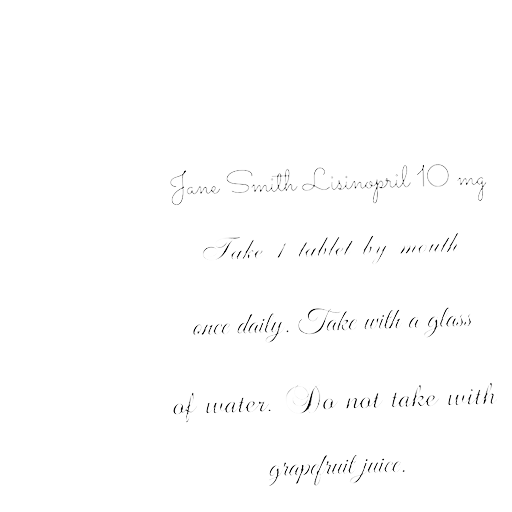 Jane Smith Lisinopril 10 mg
Take 1 tablet by mouth
once daily. Take with a glass
of water. Do not take with
grapefruit juice.